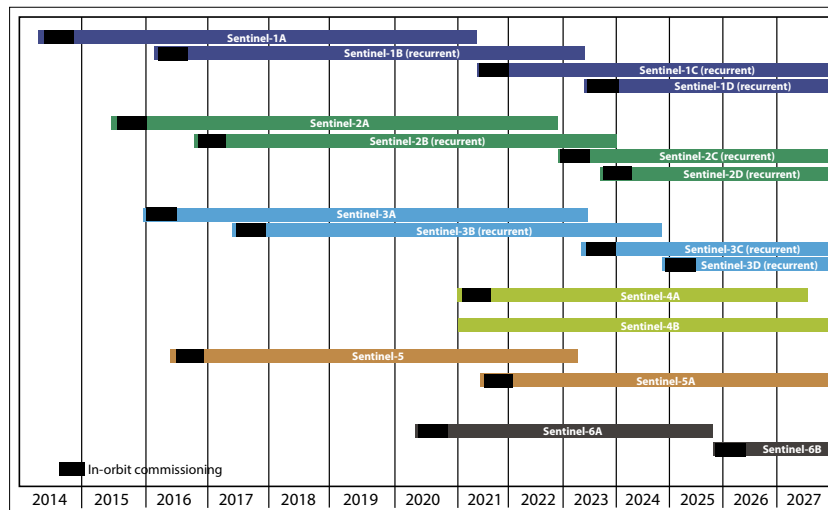 Sentinel-1A
Sentinel-1B (recurrent)
Sentinel-1C (recurrent)
Sentinel-1D (recurrent)
Sentinel-2A
Sentinel-2B (recurrent)
Sentinel-2C (recurrent)
Sentinel-2D (recurrent)
Sentinel-3A
Sentinel-3B (recurrent)
Sentinel-3C (recurrent)
Sentinel-3D (recurrent)
Sentinel-4A
Sentinel-4B
Sentinel-5
Sentinel-5A
Sentinel-6A
Sentinel-6B
In-orbit commissioning
2014 2015 2016 2017 2018 2019 2020 2021 2022 2023 2024 2025 2026 2027